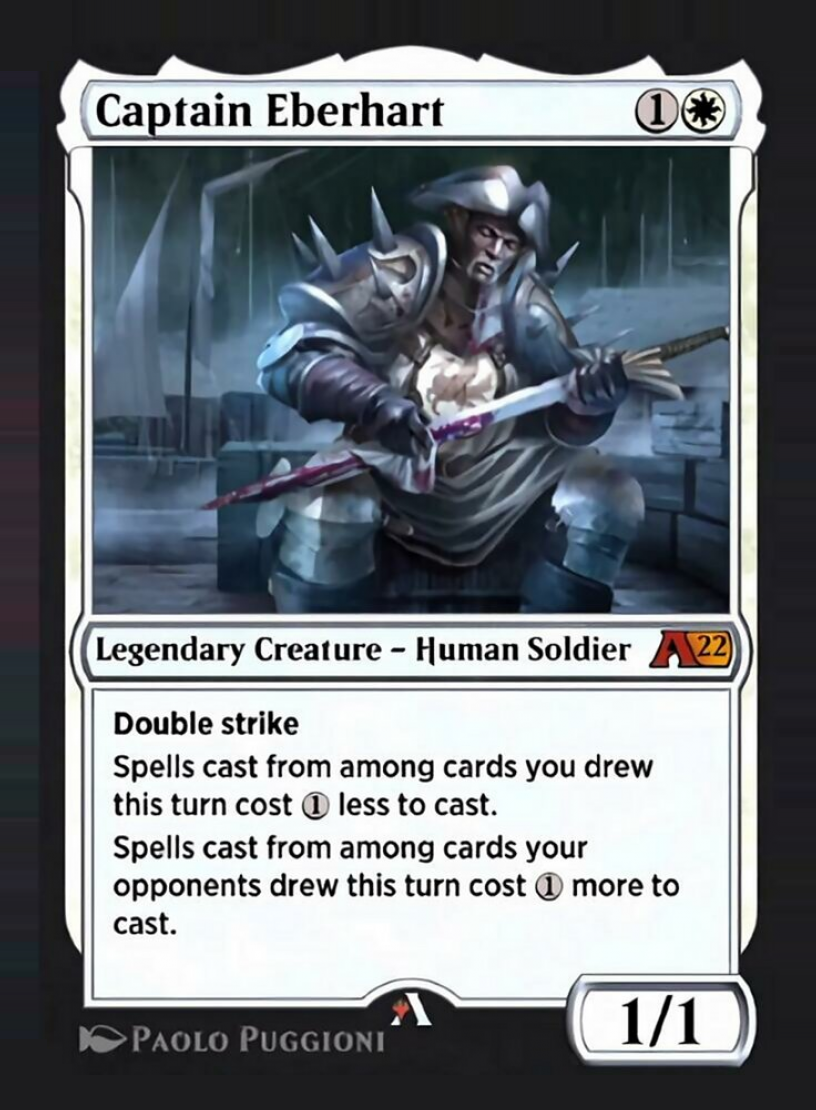 Captain Eberhart 1
Legendary Creature – Human Soldier A22
Double strike
Spells cast from among cards you drew
this turn cost 1 less to cast.
Spells cast from among cards your
opponents drew this turn cost 1 more to
cast.
1/1
PAOLO PUGGIONI